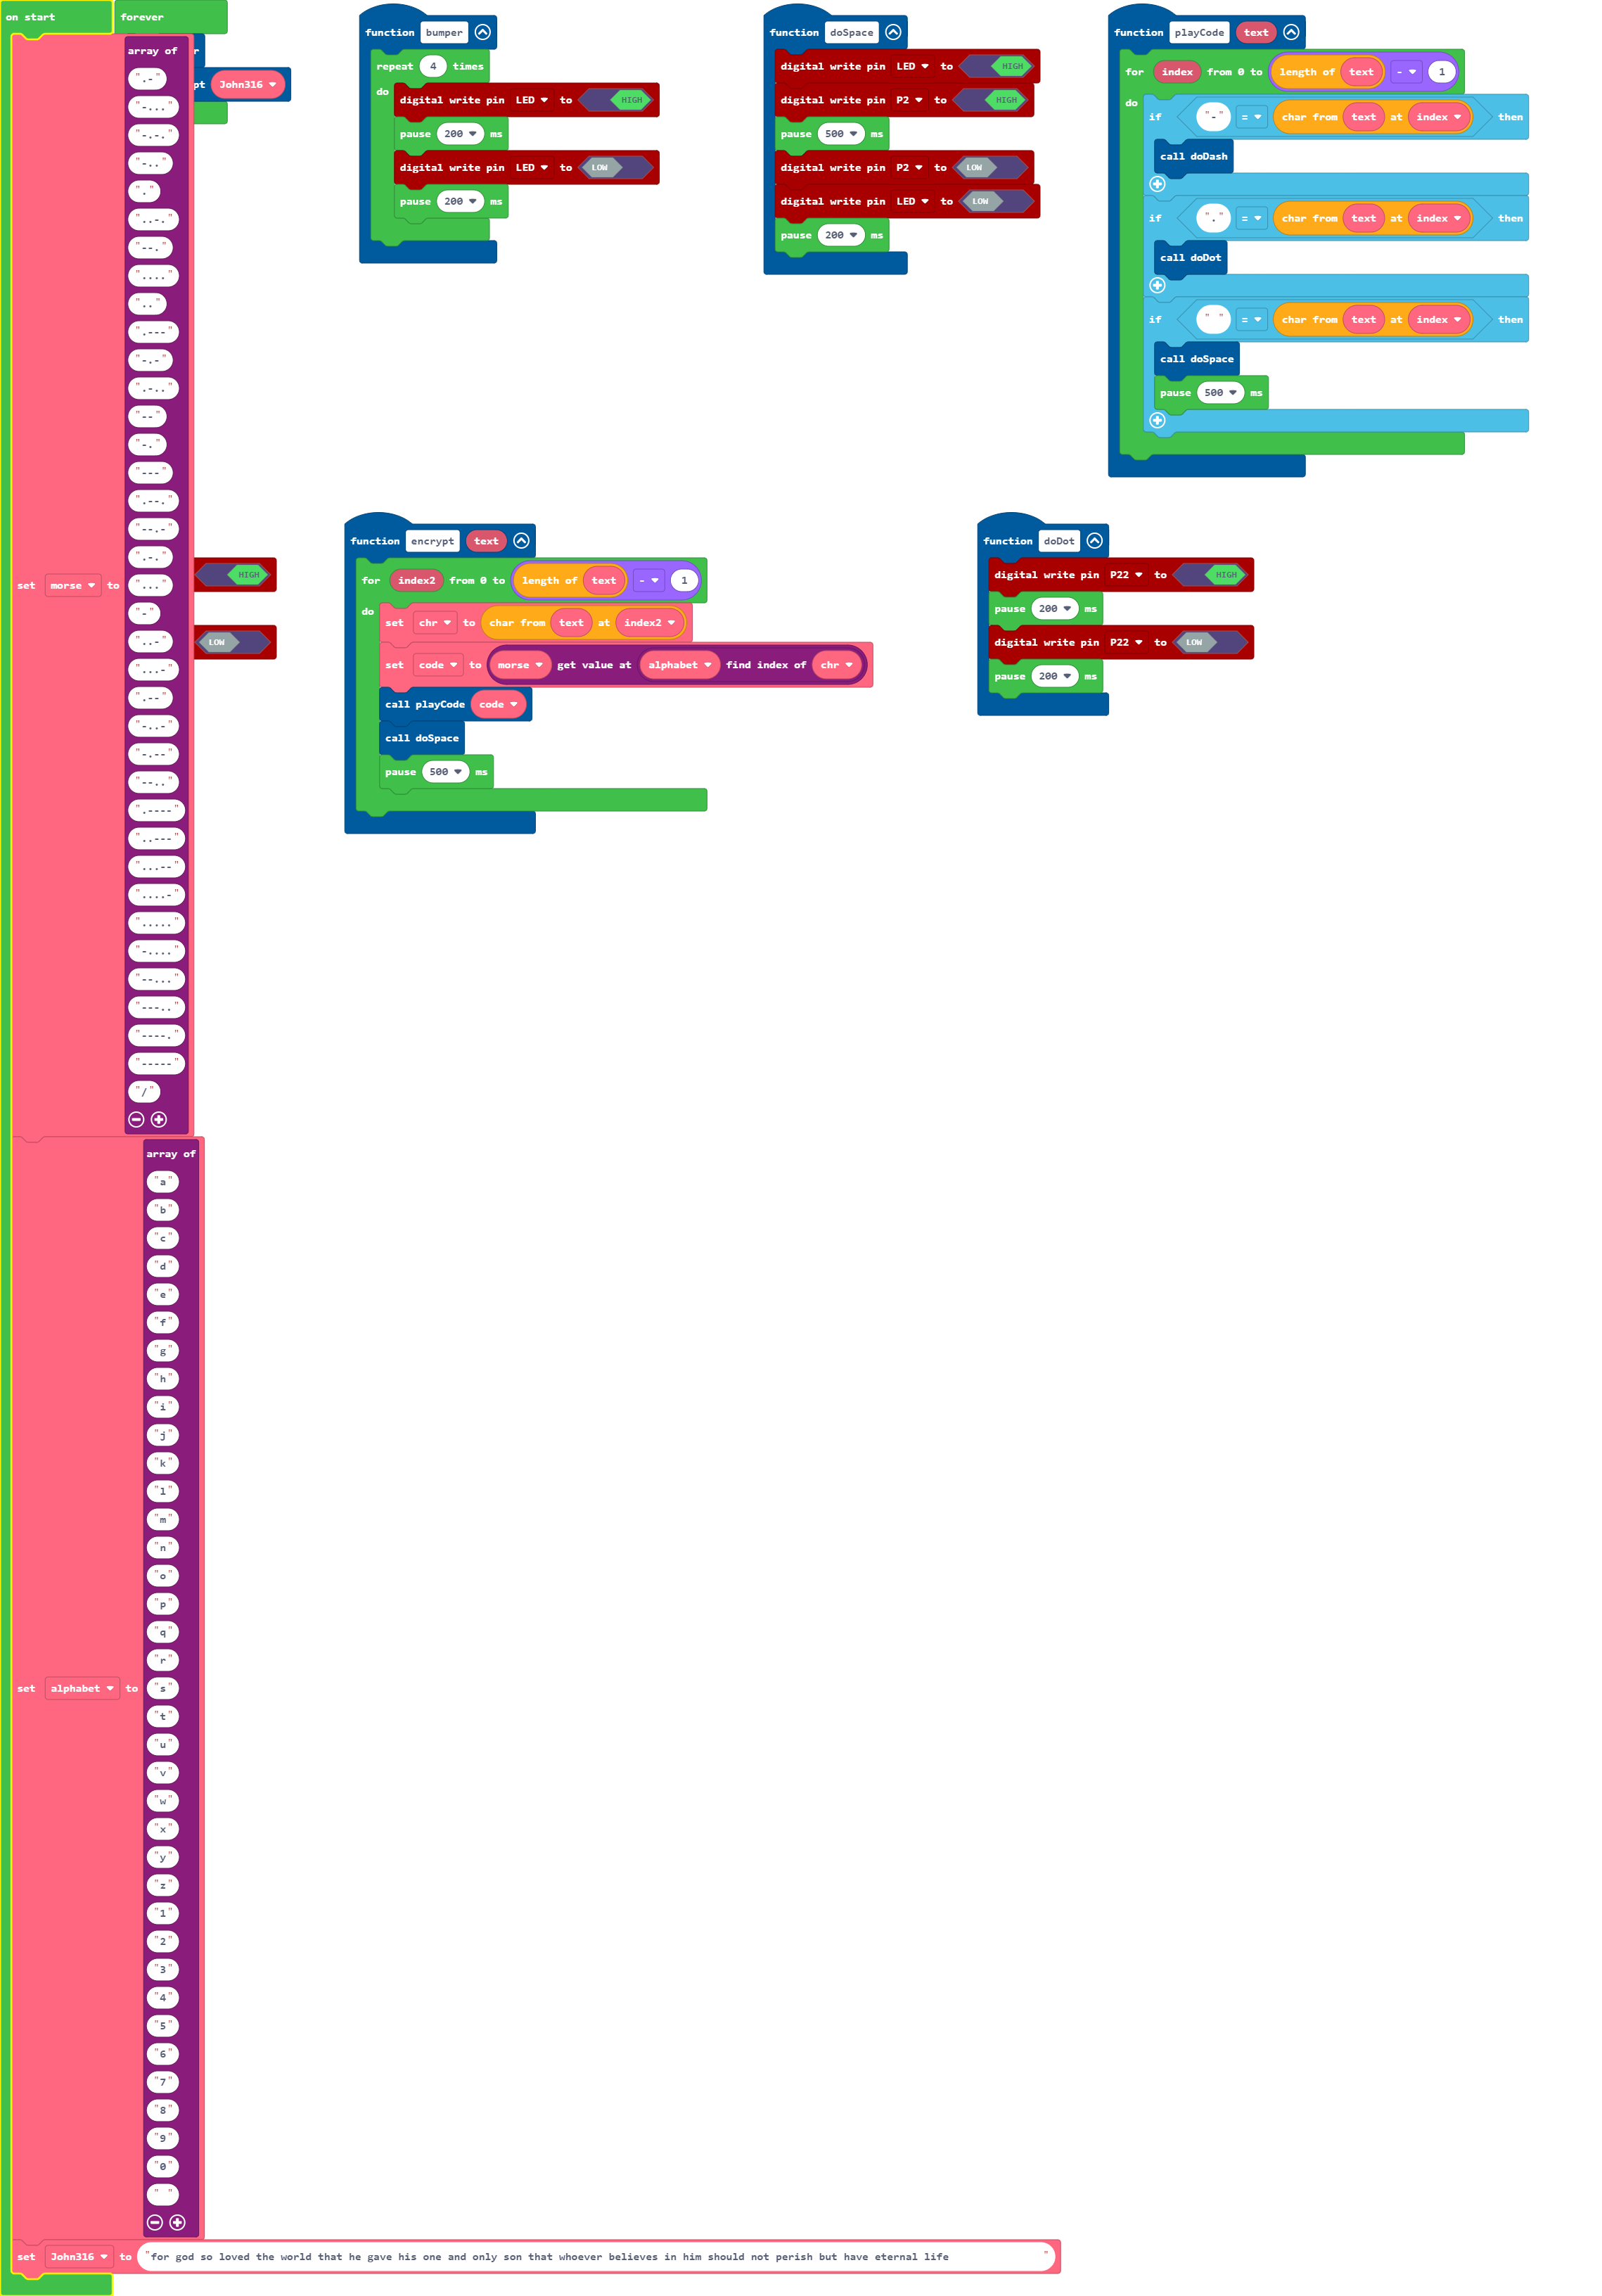 on start
forever
set morse to
array of
".-"
"-..."
"-.-."
"-.."
"."
"..-."
"--."
"...."
".."
".---"
"-.-"
".-.."
"--"
"-."
"---"
".--."
"--.-"
".-."
"..."
"-"
"..-"
"...-"
".--"
"-..-"
"-.--"
"--.."
".----"
"..---"
"...--"
"....-"
"....."
"-...."
"--..."
"---.."
"----."
"-----"
"/"
r
pt John316
HIGH
LOW
set alphabet to
array of
"a"
"b"
"c"
"d"
"e"
"f"
"g"
"h"
"i"
"j"
"k"
"l"
"m"
"n"
"o"
"p"
"q"
"r"
"s"
"t"
"u"
"v"
"w"
"x"
"y"
"z"
"1"
"2"
"3"
"4"
"5"
"6"
"7"
"8"
"9"
"0"
" "
set John316 to "for god so loved the world that he gave his one and only son that whoever believes in him should not perish but have eternal life "
function bumper
repeat 4 times
do
digital write pin LED to HIGH
pause 200 ms
digital write pin LED to LOW
pause 200 ms
function doSpace
digital write pin LED to HIGH
digital write pin P2 to HIGH
pause 500 ms
digital write pin P2 to LOW
digital write pin LED to LOW
pause 200 ms
function playCode text
for index from 0 to length of text - 1
do
if "-" = char from text at index then
call doDash
if "." = char from text at index then
call doDot
if " " = char from text at index then
call doSpace
pause 500 ms
function encrypt text
for index2 from 0 to length of text - 1
do
set chr to char from text at index2
set code to morse get value at alphabet find index of chr
call playCode code
call doSpace
pause 500 ms
function doDot
digital write pin P22 to HIGH
pause 200 ms
digital write pin P22 to LOW
pause 200 ms